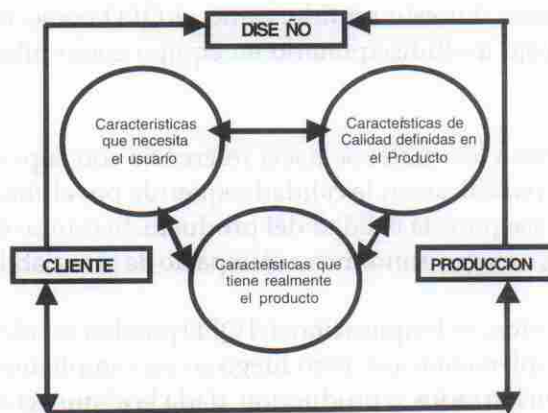 DISE ÑO
Características
que necesita
el usuario
Características de
Calidad definidas en
el Producto
CLIENTE
Características que
tiene realmente
el producto
PRODUCCION